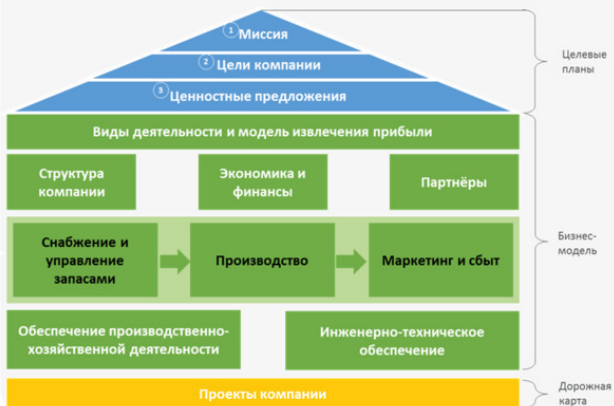 1 Миссия
2 Цели компании
3 Ценностные предложения
Целевые
планы
Виды деятельности и модель извлечения прибыли
Структура
компании
Экономика и
финансы
Партнёры
Снабжение и
управление
запасами
Производство
Маркетинг и сбыт
Бизнес-
модель
Обеспечение производственно-
хозяйственной деятельности
Инженерно-техническое
обеспечение
Проекты компании
Дорожная
карта